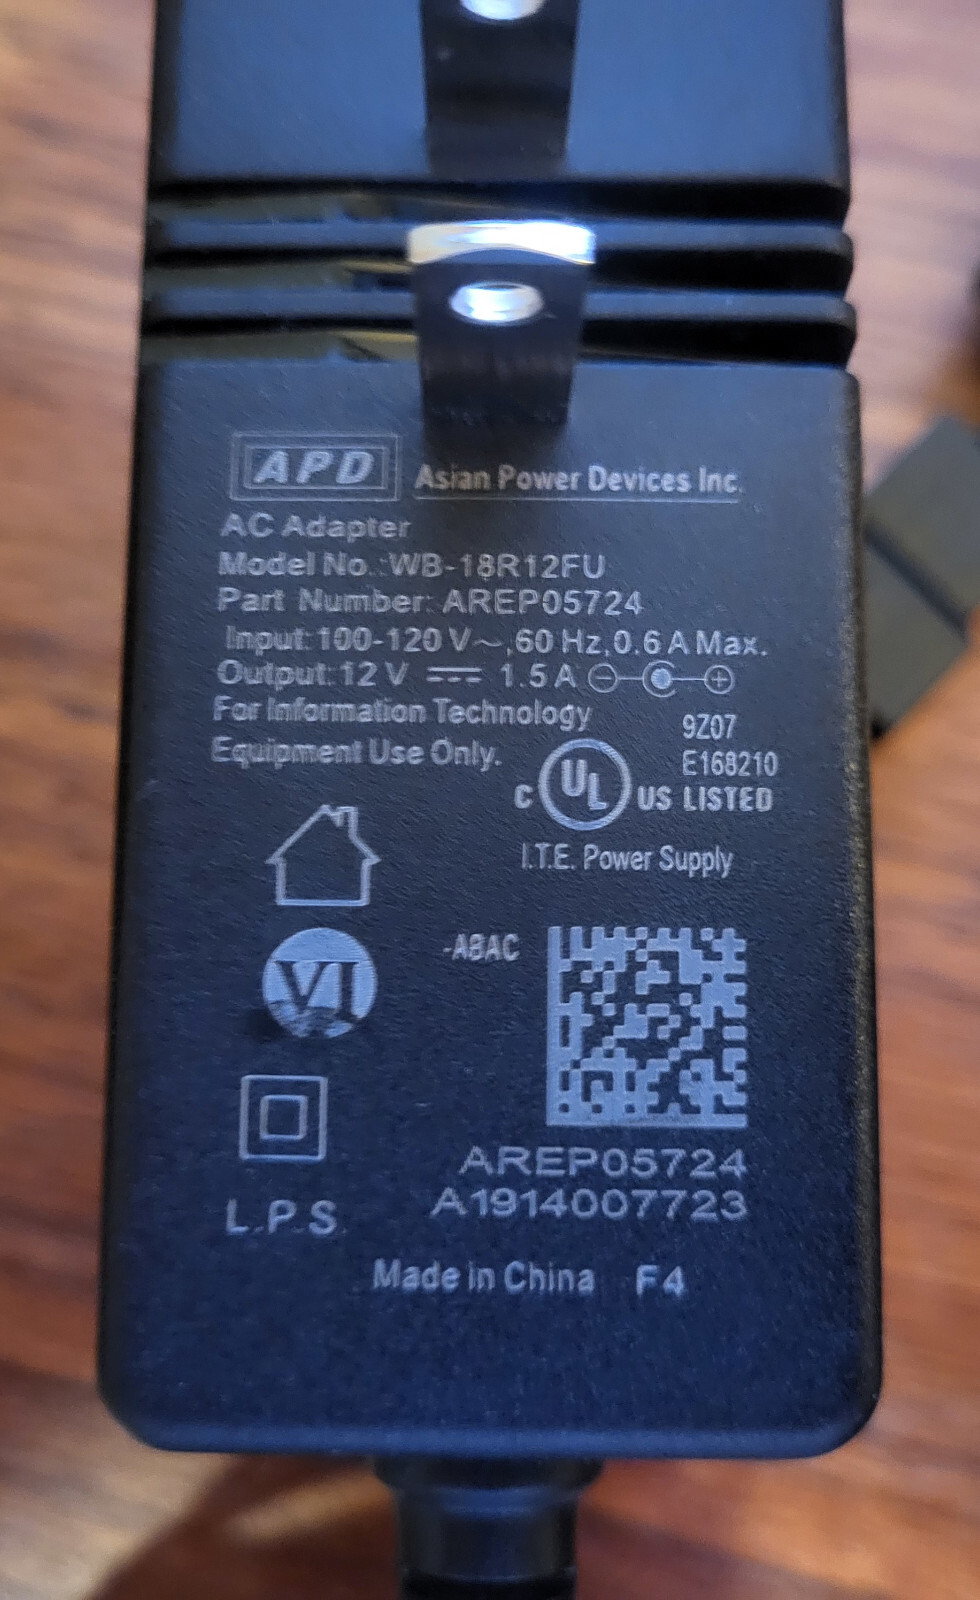 APD Asian Power Devices Inc.
AC Adapter
Model No.:WB-18R12FU
Part Number: AREP05724
Input:100-120 V~,60 Hz,0.6 A Max.
Output:12 V ⎓ 1.5 A
For Information Technology
Equipment Use Only.
9Z07
E168210
C UL US LISTED
I.T.E. Power Supply
VI
-ABAC
AREP05724
A1914007723
L.P.S.
Made in China F4